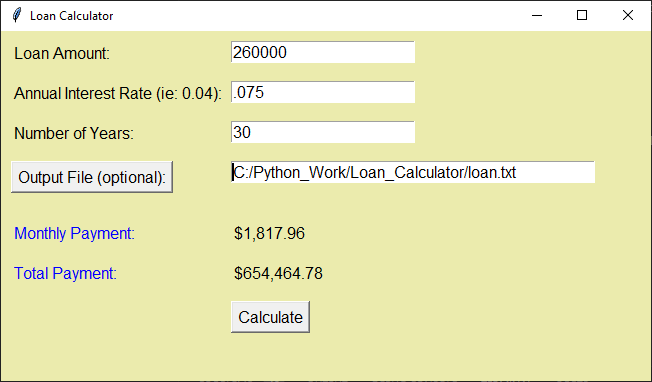 Loan Calculator
Loan Amount: 260000
Annual Interest Rate (ie: 0.04): .075
Number of Years: 30
Output File (optional): C:/Python_Work/Loan_Calculator/loan.txt
Monthly Payment: $1,817.96
Total Payment: $654,464.78
Calculate